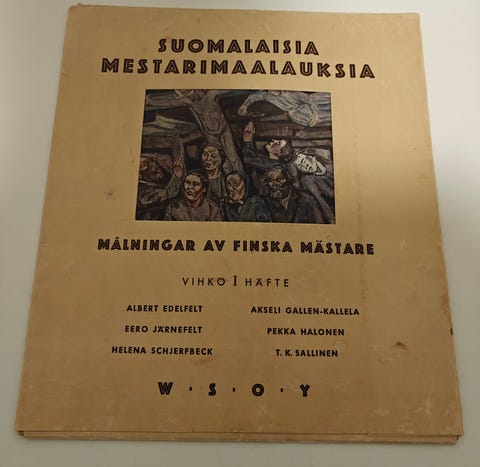 SUOMALAISIA
MESTARIMAALAUKSIA
MÅLNINGAR AV FINSKA MÄSTARE
VIHKO I HÄFTE
ALBERT EDELFELT
EERO JÄRNEFELT
HELENA SCHJERFBECK
AKSELI GALLEN-KALLELA
PEKKA HALONEN
T. K. SALLINEN
W · S · O · Y